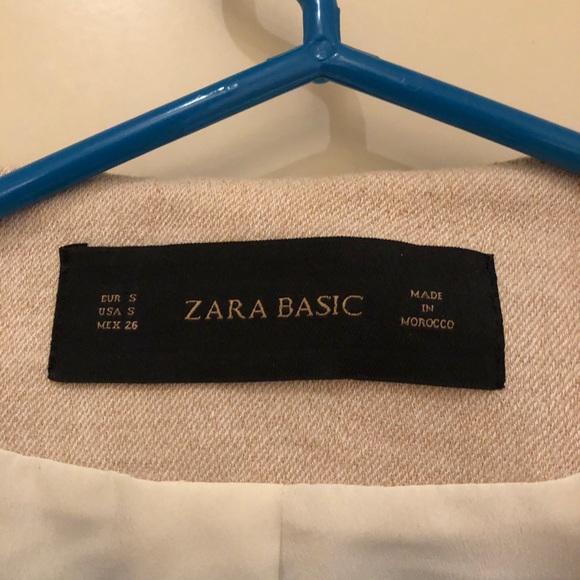 EUR S
USA S
MEX 26
ZARA BASIC
MADE
IN
MOROCCO